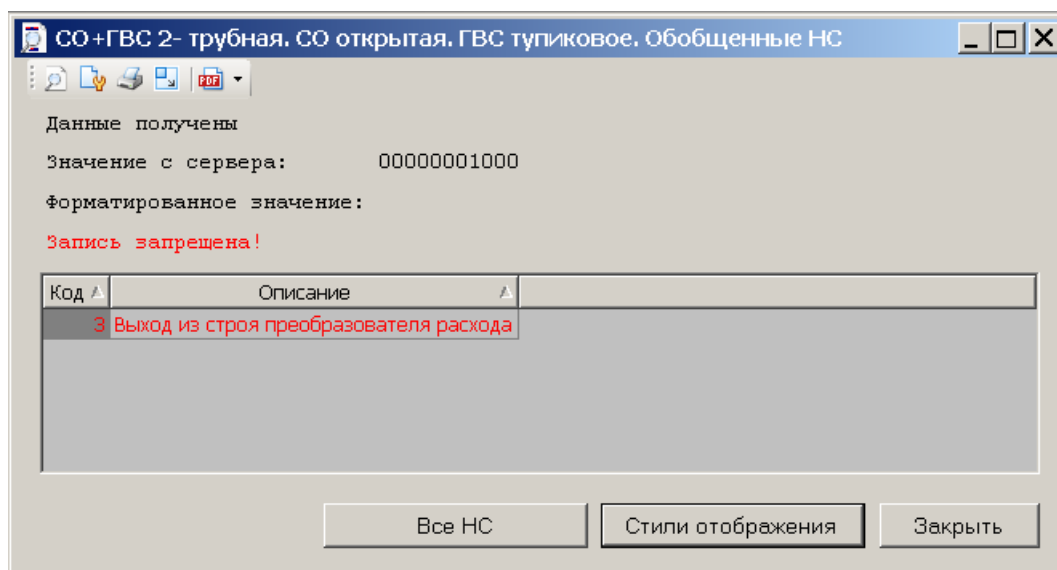 СО+ГВС 2- трубная. СО открытая. ГВС тупиковое. Обобщенные НС
PDF
Данные получены
Значение с сервера: 00000001000
Форматированное значение:
Запись запрещена!
Код Описание
3 Выход из строя преобразователя расхода
Все НС Стили отображения Закрыть